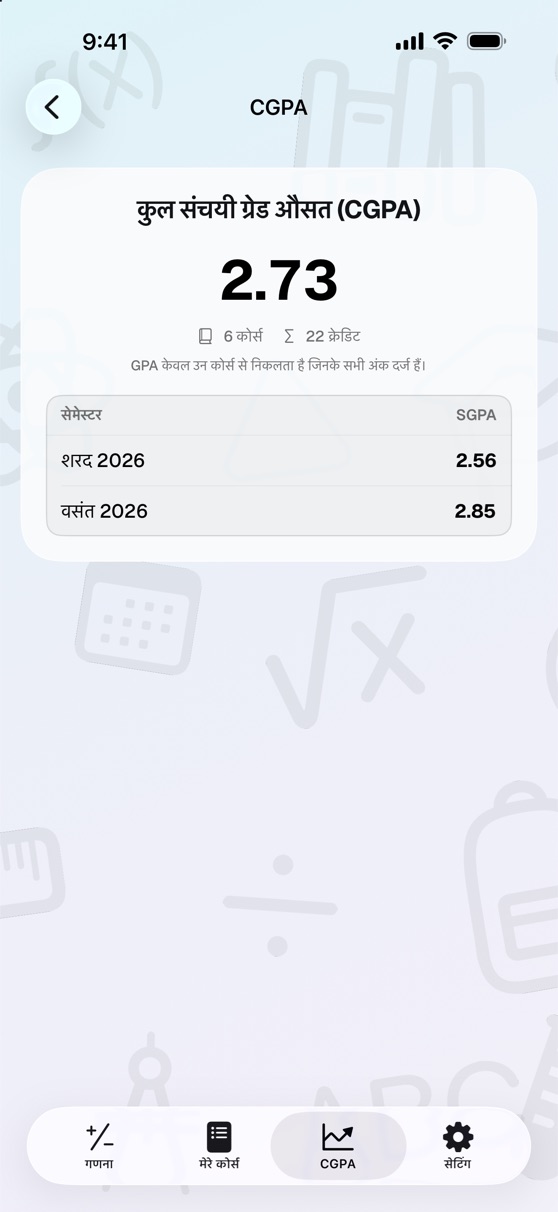 9:41
CGPA
कुल संचयी ग्रेड औसत (CGPA)
2.73
6 कोर्स Σ 22 क्रेडिट
GPA केवल उन कोर्स से निकलता है जिनके सभी अंक दर्ज हैं।
सेमेस्टर SGPA
शरद 2026 2.56
वसंत 2026 2.85
गणना मेरे कोर्स CGPA सेटिंग